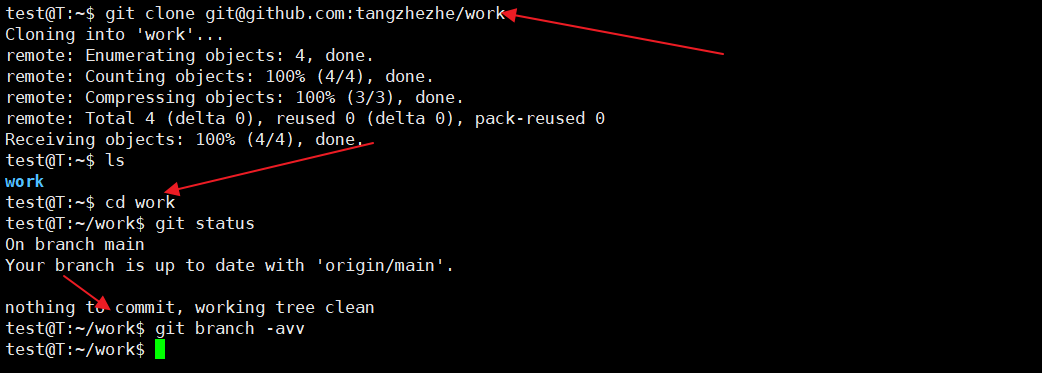 test@T:~$ git clone git@github.com:tangzhezhe/work
Cloning into 'work'...
remote: Enumerating objects: 4, done.
remote: Counting objects: 100% (4/4), done.
remote: Compressing objects: 100% (3/3), done.
remote: Total 4 (delta 0), reused 0 (delta 0), pack-reused 0
Receiving objects: 100% (4/4), done.
test@T:~$ ls
work
test@T:~$ cd work
test@T:~/work$ git status
On branch main
Your branch is up to date with 'origin/main'.
nothing to commit, working tree clean
test@T:~/work$ git branch -avv
test@T:~/work$